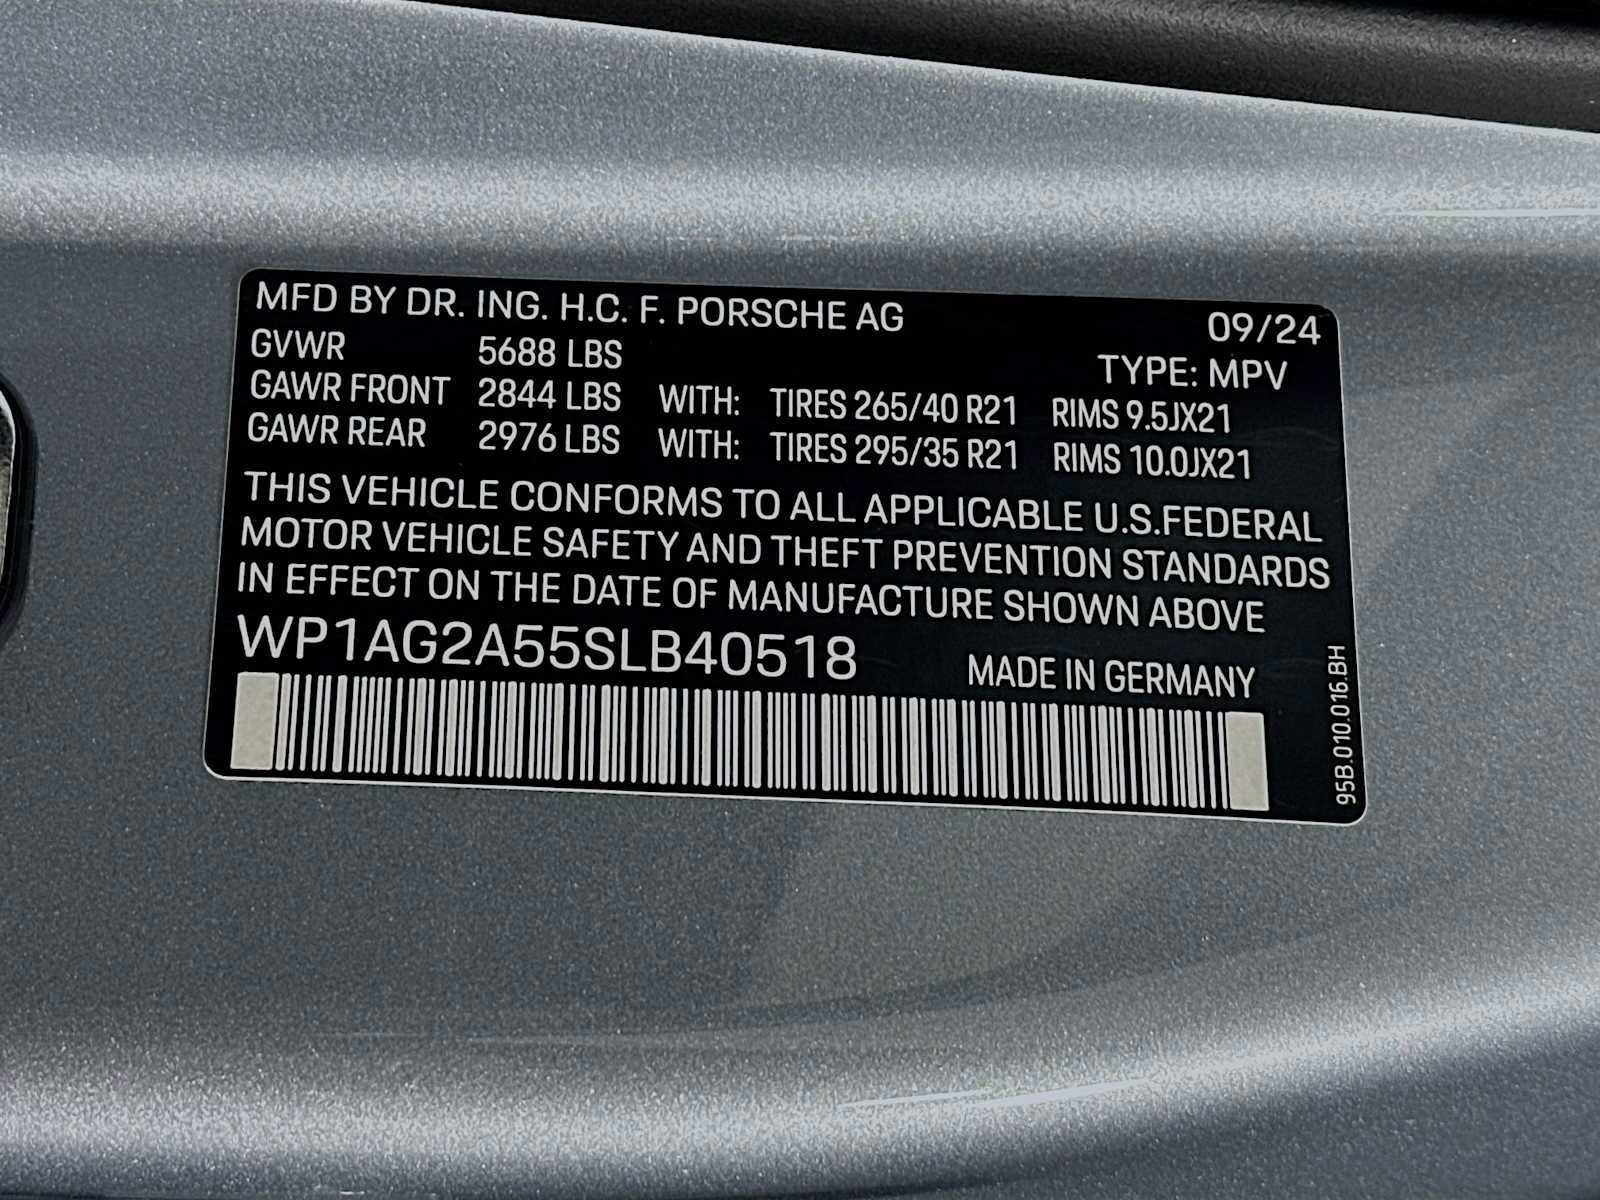 MFD BY DR. ING. H.C. F. PORSCHE AG 09/24
GVWR 5688 LBS TYPE: MPV
GAWR FRONT 2844 LBS WITH: TIRES 265/40 R21 RIMS 9.5JX21
GAWR REAR 2976 LBS WITH: TIRES 295/35 R21 RIMS 10.0JX21
THIS VEHICLE CONFORMS TO ALL APPLICABLE U.S.FEDERAL
MOTOR VEHICLE SAFETY AND THEFT PREVENTION STANDARDS
IN EFFECT ON THE DATE OF MANUFACTURE SHOWN ABOVE
WP1AG2A55SLB40518 MADE IN GERMANY
95B.010.016.BH